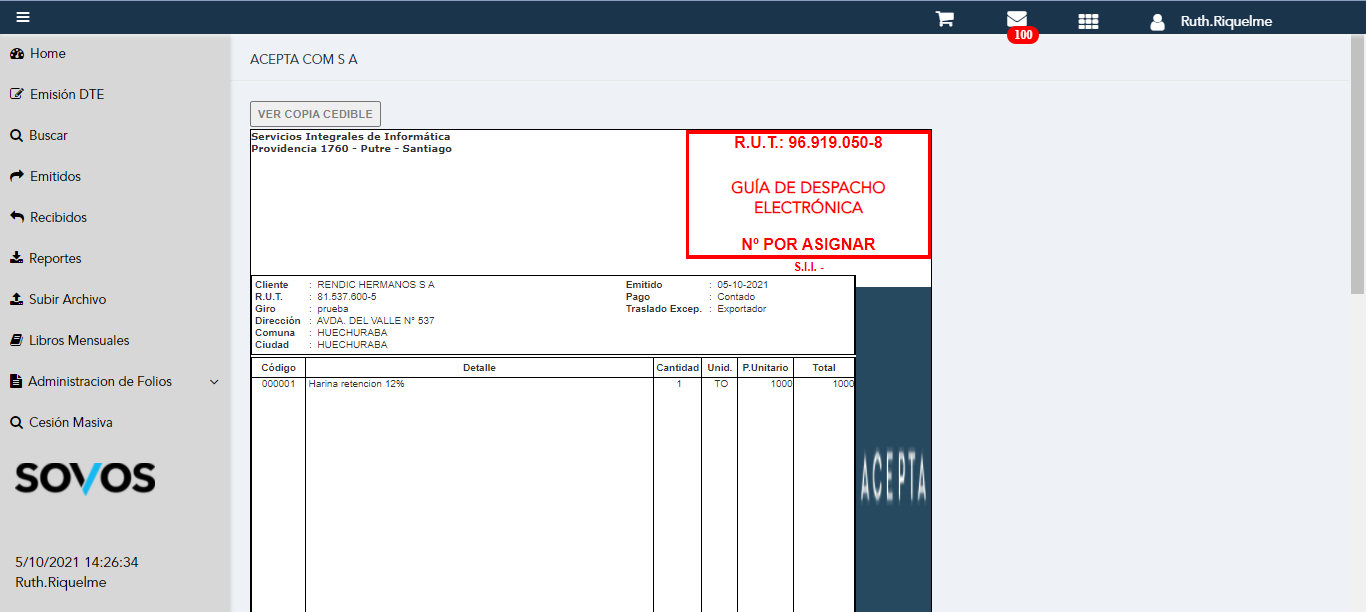 Ruth.Riquelme
100
Home
Emisión DTE
Buscar
Emitidos
Recibidos
Reportes
Subir Archivo
Libros Mensuales
Administracion de Folios
Cesión Masiva
SOVOS
5/10/2021 14:26:34
Ruth.Riquelme
ACEPTA COM S A
VER COPIA CEDIBLE
Servicios Integrales de Informática
Providencia 1760 - Putre - Santiago
R.U.T.: 96.919.050-8
GUÍA DE DESPACHO
ELECTRÓNICA
Nº POR ASIGNAR
S.I.I. -
Cliente : RENDIC HERMANOS S A Emitido : 05-10-2021
R.U.T. : 81.537.600-5 Pago : Contado
Giro : prueba Traslado Excep. : Exportador
Dirección : AVDA. DEL VALLE N° 537
Comuna : HUECHURABA
Ciudad : HUECHURABA
Código Detalle Cantidad Unid. P.Unitario Total
000001 Harina retencion 12% 1 TO 1000 1000
ACEPTA